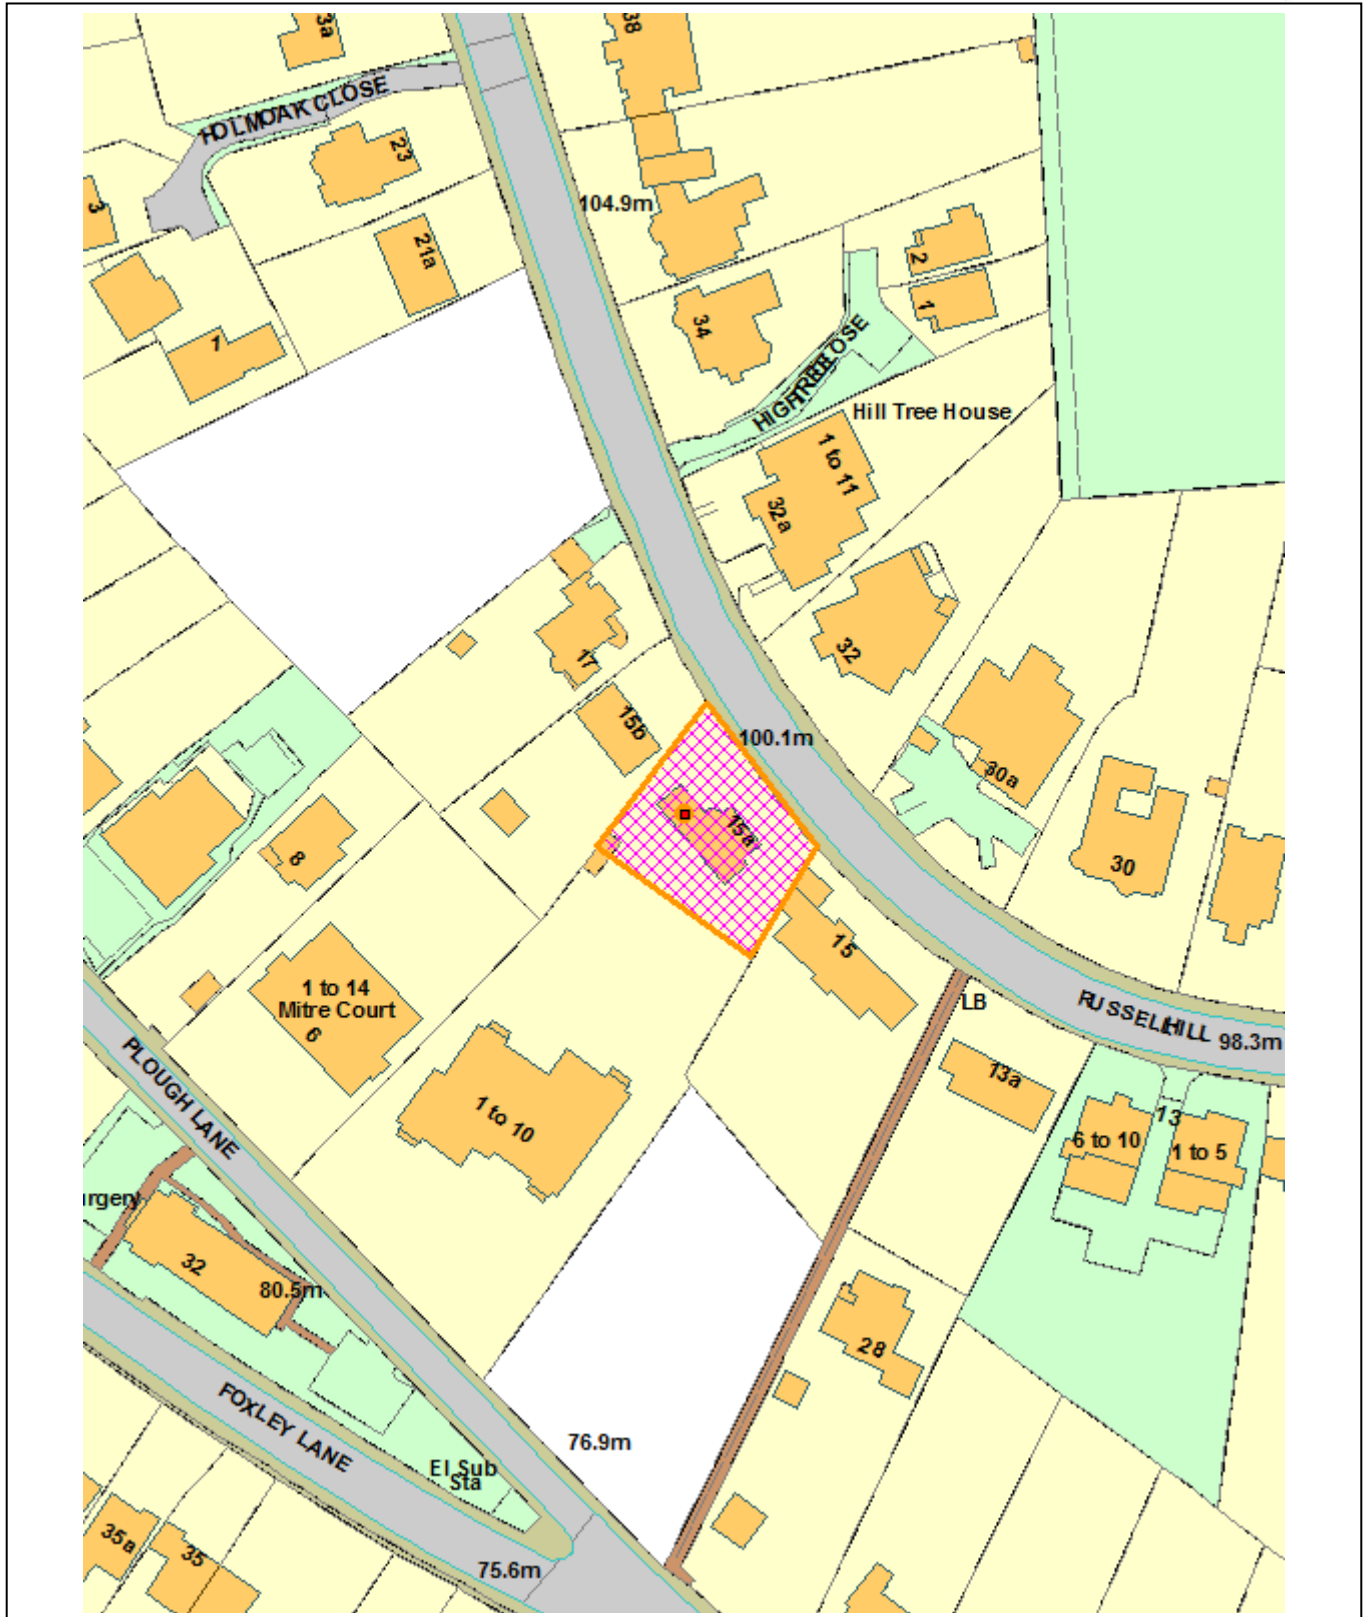 3a
38
HOLMOAK CLOSE
23
3
104.9m
21a
2
1
1
34
HIGHTREE CLOSE
Hill Tree House
1 to 11
32a
32
17
15b
100.1m
30a
15a
30
8
15
1 to 14
Mitre Court
6
LB
RUSSELL HILL
98.3m
PLOUGH LANE
13a
1 to 10
13
6 to 10
1 to 5
urgery
32
80.5m
28
FOXLEY LANE
76.9m
El Sub
Sta
35a
35
75.6m